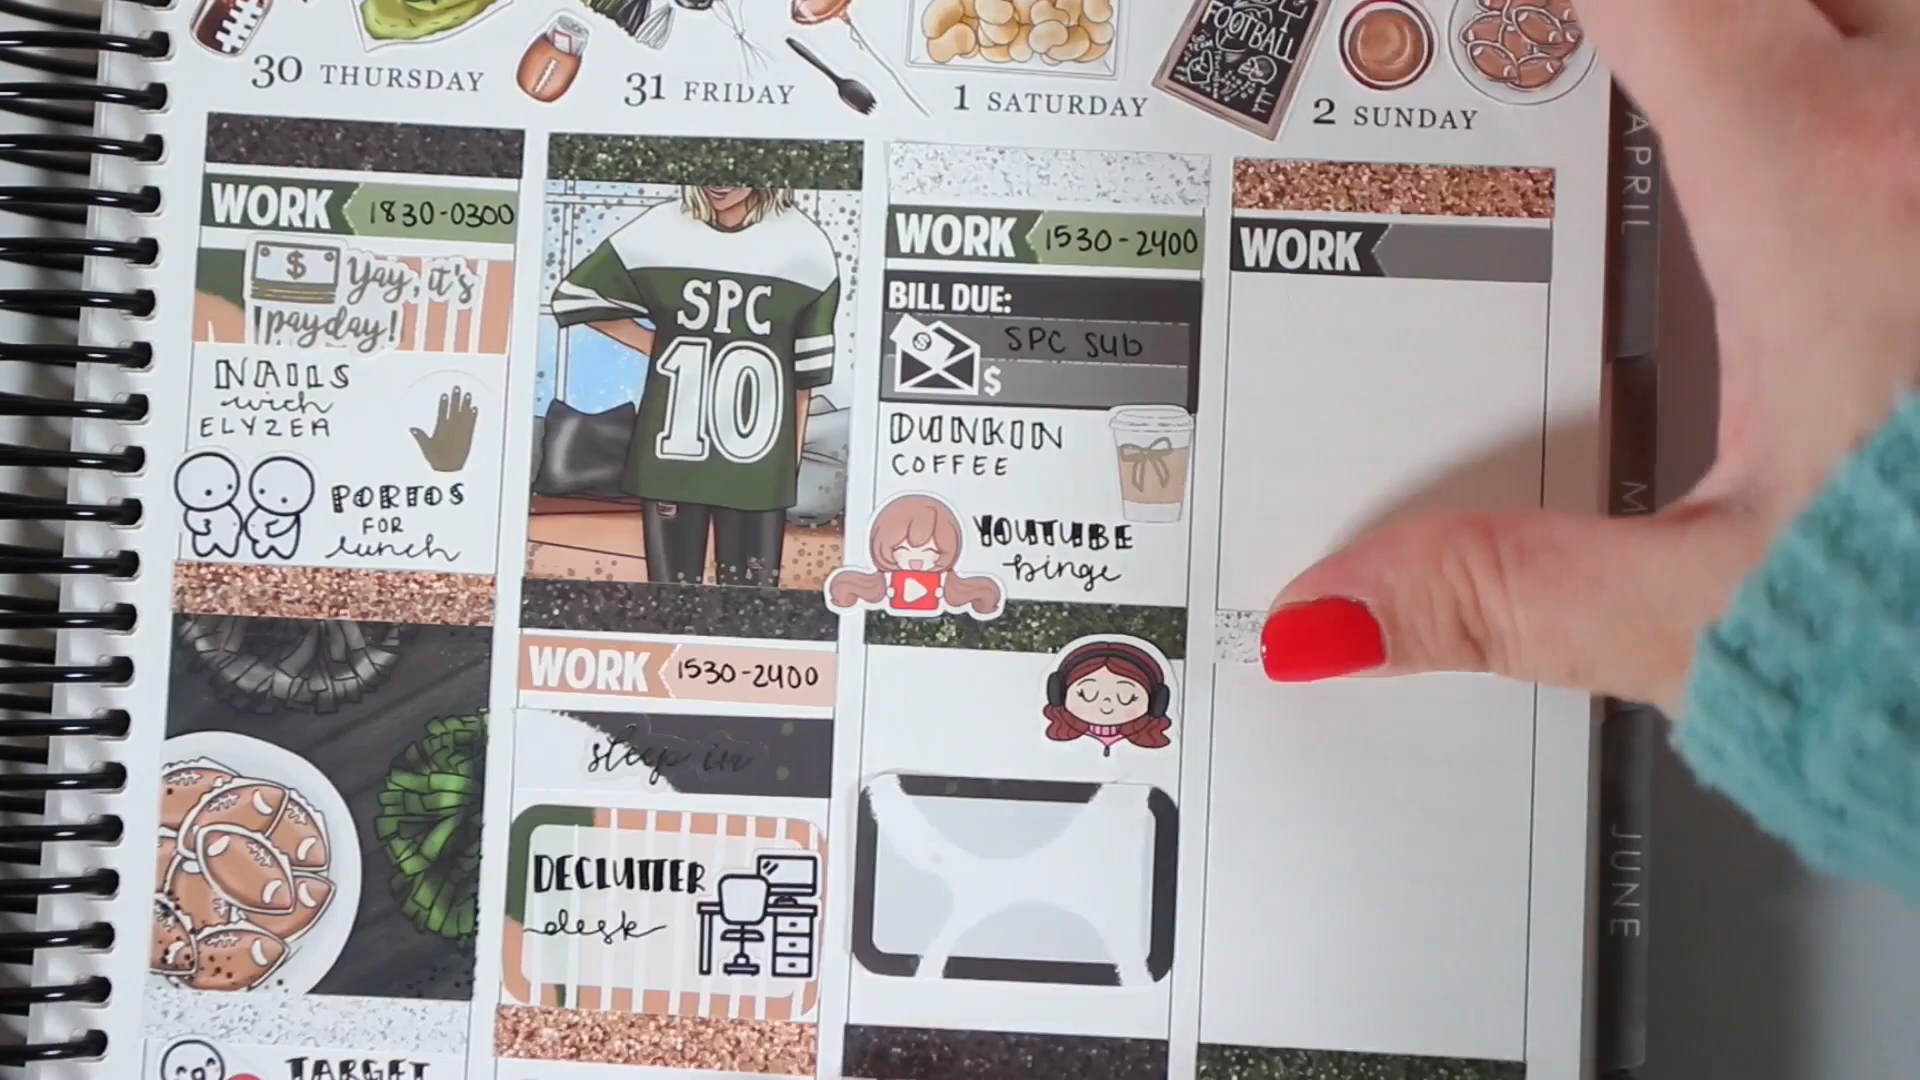 FOOTBALL
30 THURSDAY
31 FRIDAY
1 SATURDAY
2 SUNDAY
WORK 1830-0300
Yay, it's
payday!
NAILS
with
ELYZEA
PORTOS
FOR
lunch
TARGET
SPC
10
WORK 1530-2400
sleep in
DECLUTTER
desk
WORK 1530-2400
BILL DUE:
SPC SUB
$
DUNKIN
COFFEE
YOUTUBE
binge
WORK
APRIL
M
JUNE